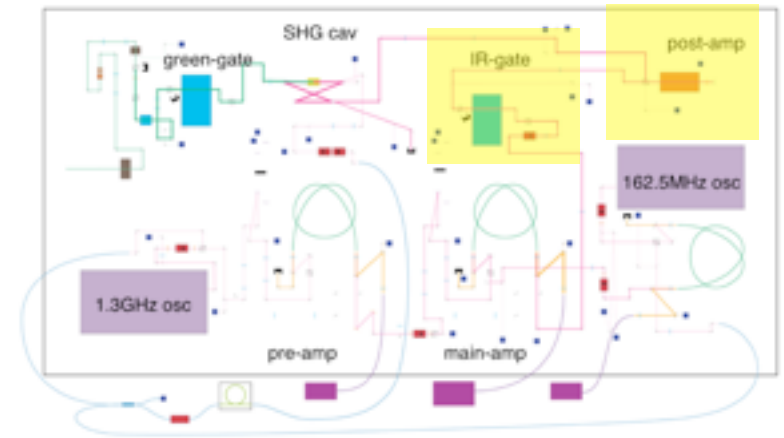 SHG cav
post-amp
green-gate
IR-gate
162.5MHz osc
1.3GHz osc
pre-amp
main-amp